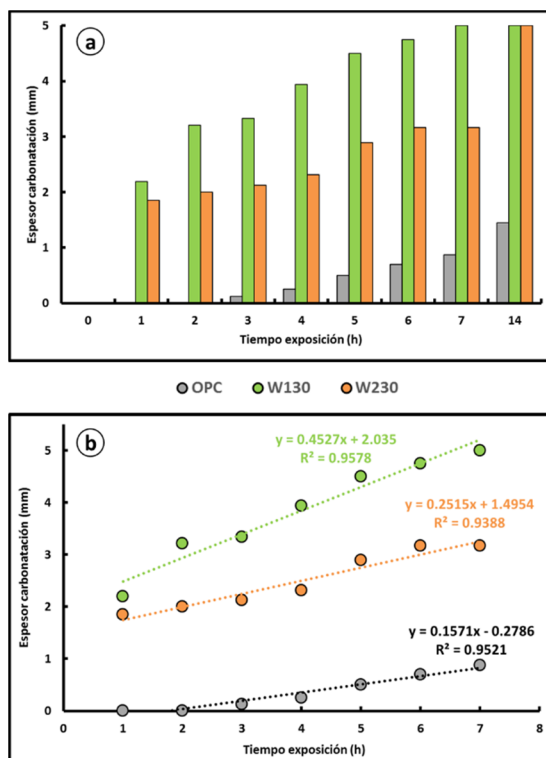 a
5
4
3
2
1
0
Espesor carbonatación (mm)
0 1 2 3 4 5 6 7 14
Tiempo exposición (h)
OPC W130 W230
b
5
4
3
2
1
0
Espesor carbonatación (mm)
y = 0.4527x + 2.035
R² = 0.9578
y = 0.2515x + 1.4954
R² = 0.9388
y = 0.1571x - 0.2786
R² = 0.9521
0 1 2 3 4 5 6 7 8
Tiempo exposición (h)